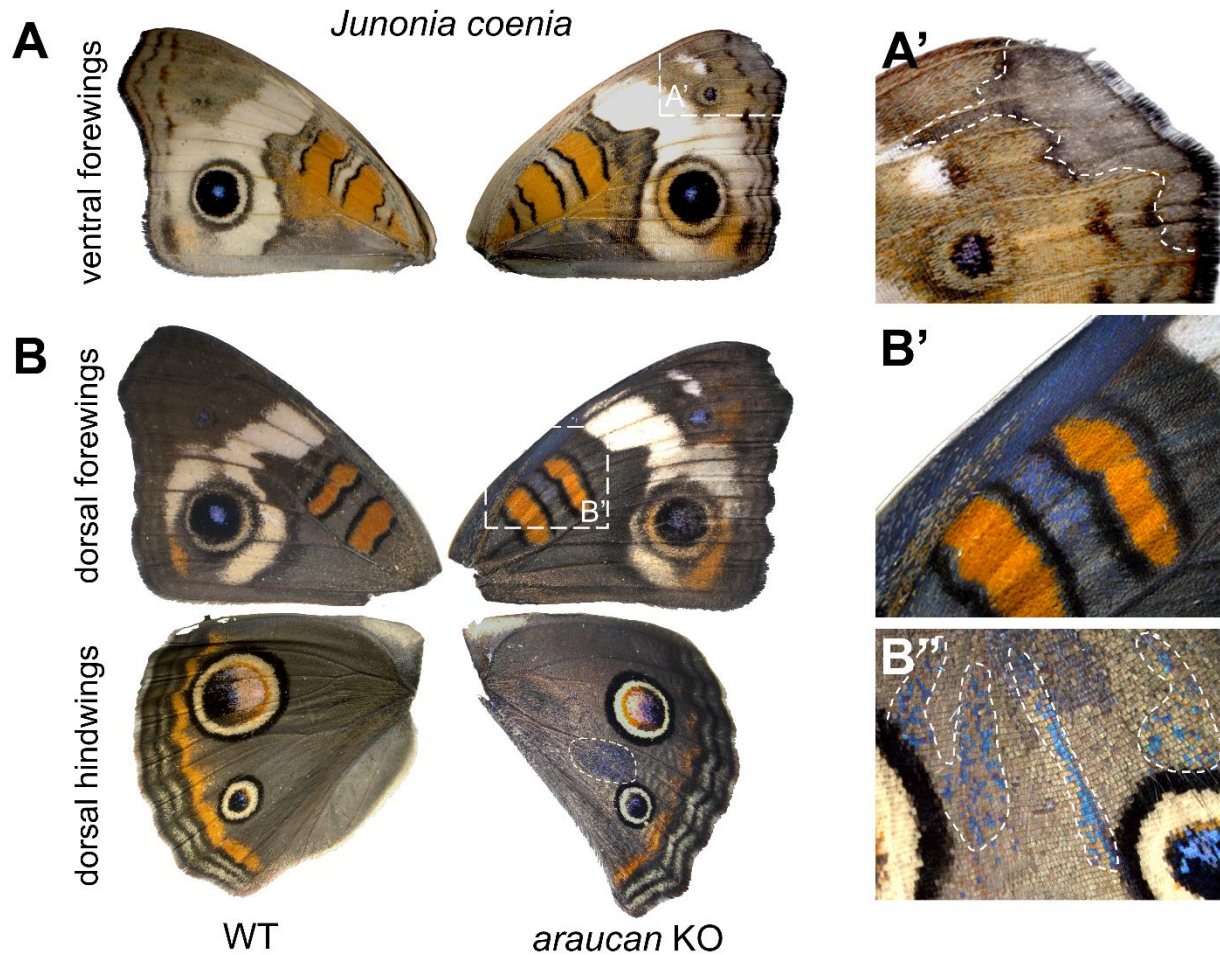 Junonia coenia
A
ventral forewings
A'
A'
B
dorsal forewings
B'
B'
dorsal hindwings
B"
WT
araucan KO